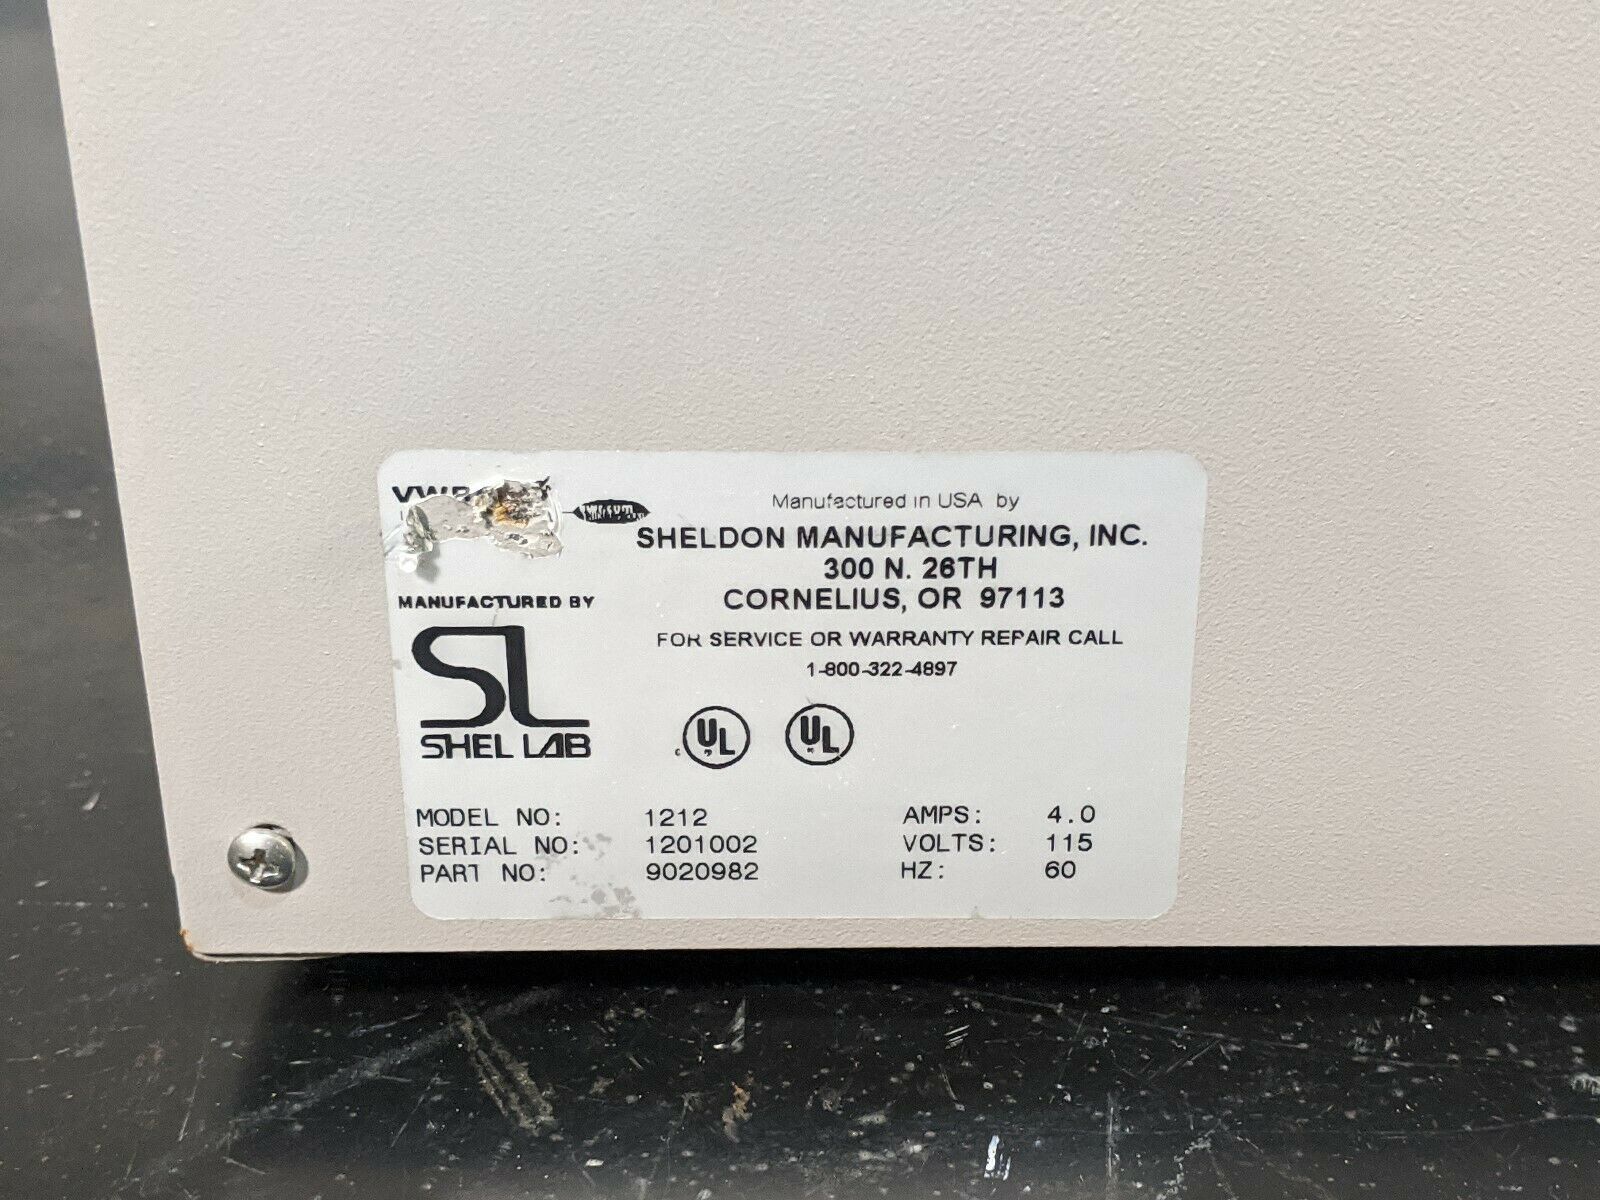 Manufactured in USA by
SHELDON MANUFACTURING, INC.
300 N. 26TH
CORNELIUS, OR 97113
FOR SERVICE OR WARRANTY REPAIR CALL
1-800-322-4897
MANUFACTURED BY
SL
SHEL LAB
C UL UL
MODEL NO: 1212 AMPS: 4.0
SERIAL NO: 1201002 VOLTS: 115
PART NO: 9020982 HZ: 60